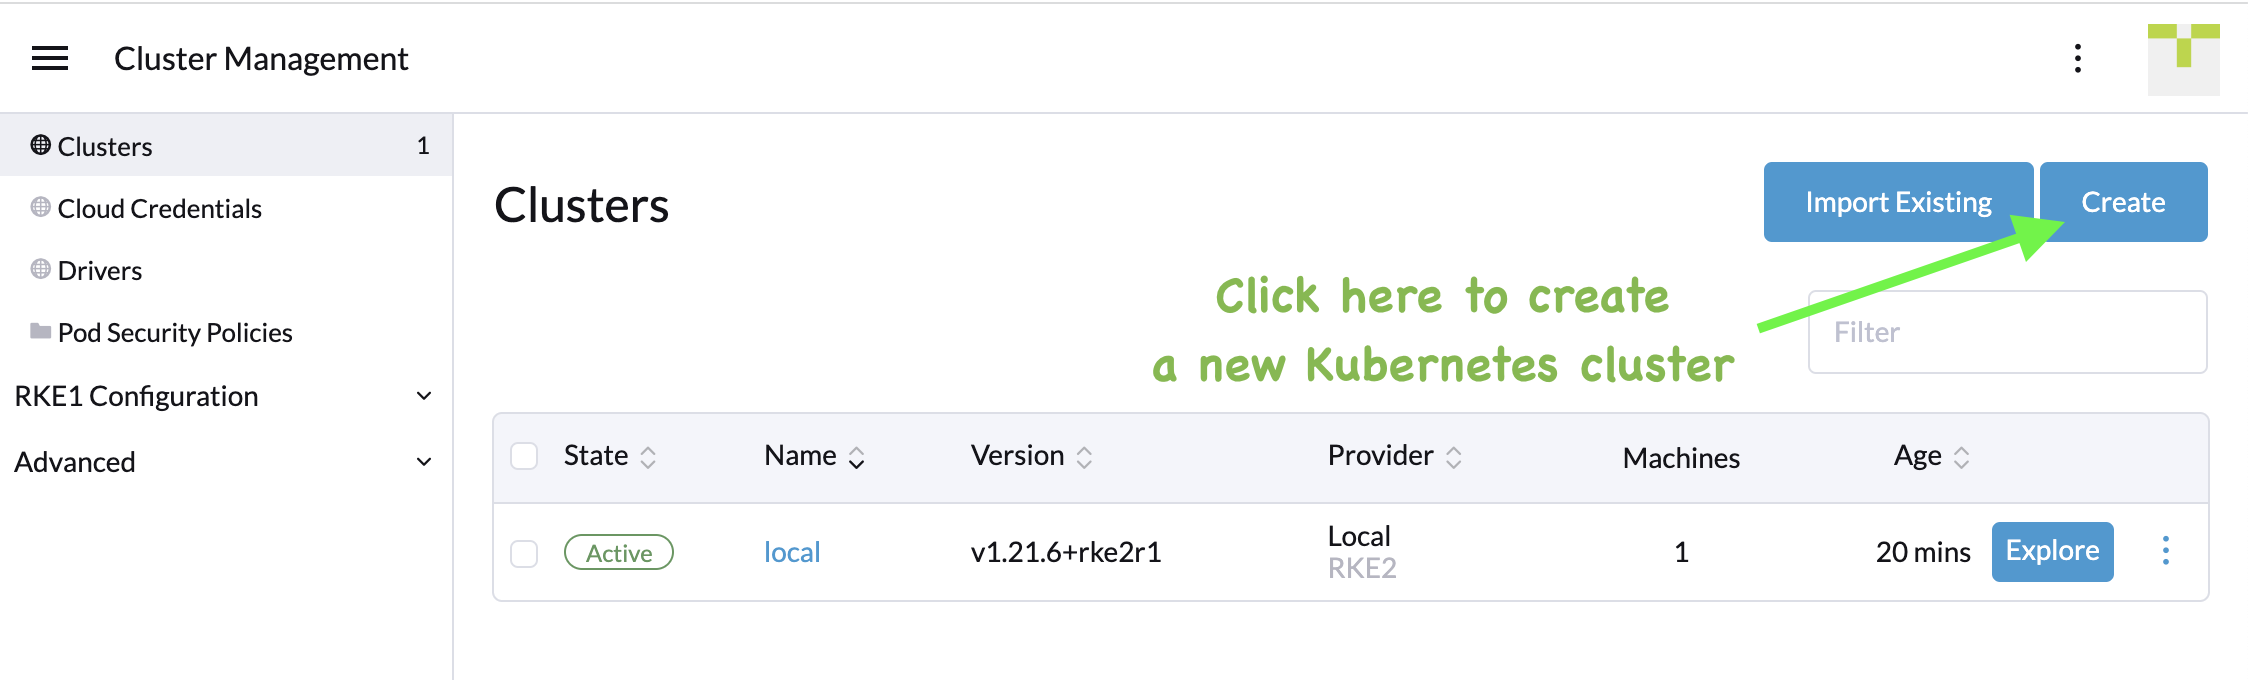 Cluster Management
Clusters 1
Cloud Credentials
Drivers
Pod Security Policies
RKE1 Configuration
Advanced
Clusters
Import Existing
Create
Click here to create
a new Kubernetes cluster
Filter
State Name Version Provider Machines Age
Active local v1.21.6+rke2r1 Local 1 20 mins Explore
RKE2